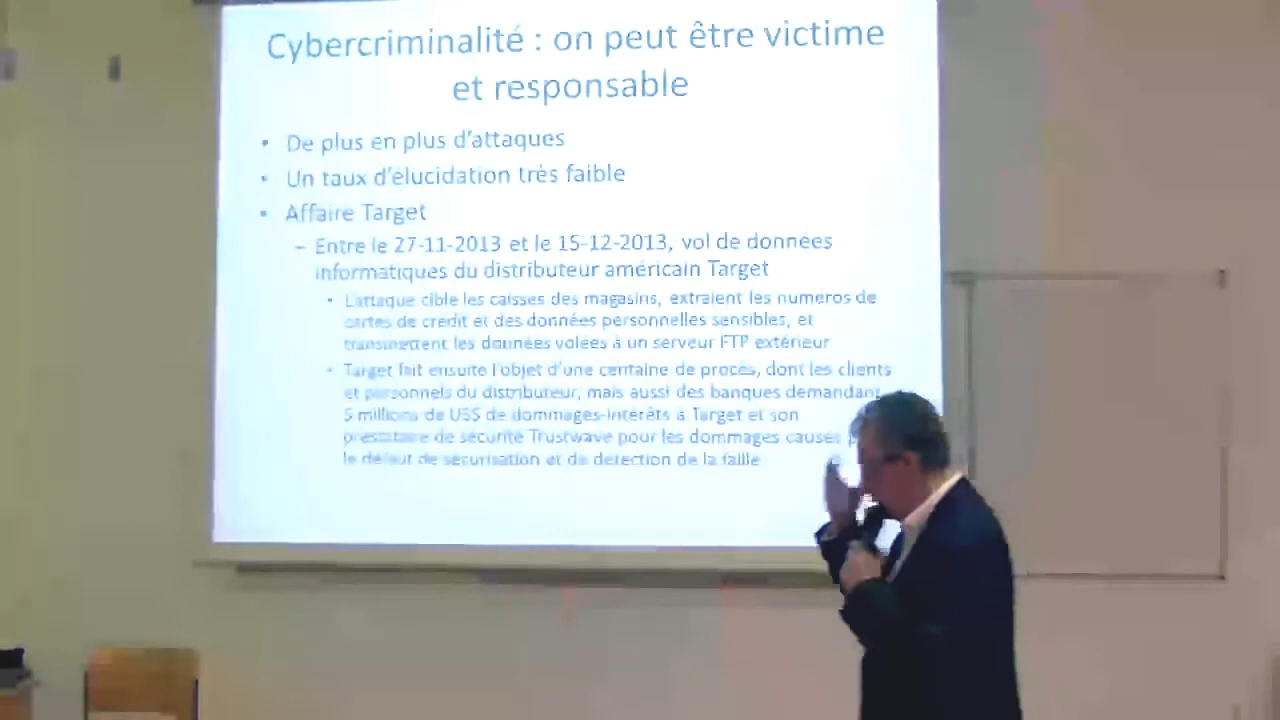 Cybercriminalité : on peut être victime
et responsable
• De plus en plus d'attaques
• Un taux d'élucidation très faible
• Affaire Target
– Entre le 27-11-2013 et le 15-12-2013, vol de données
informatiques du distributeur américain Target
• L'attaque cible les caisses des magasins, extraient les numéros de
cartes de crédit et des données personnelles sensibles, et
transmettent les données volées à un serveur FTP extérieur
• Target fait ensuite l'objet d'une centaine de procès, dont les clients
et personnels du distributeur, mais aussi des banques demandant
5 millions de US$ de dommages-intérêts à Target et son
prestataire de sécurité Trustwave pour les dommages causés
le défaut de sécurisation et de détection de la faille